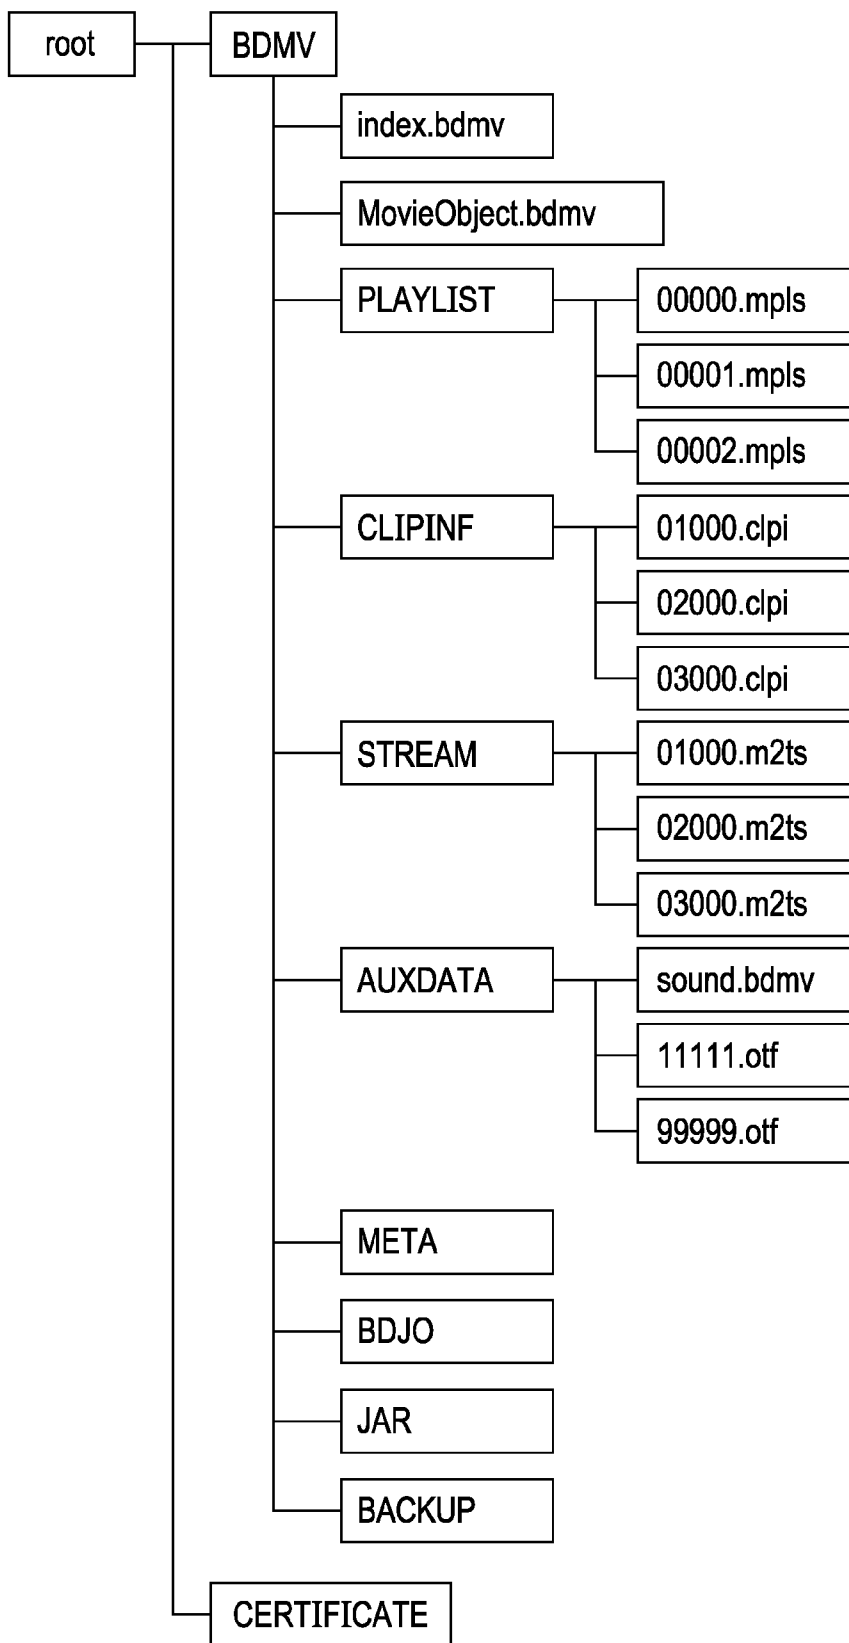 root
BDMV
index.bdmv
MovieObject.bdmv
PLAYLIST
00000.mpls
00001.mpls
00002.mpls
CLIPINF
01000.clpi
02000.clpi
03000.clpi
STREAM
01000.m2ts
02000.m2ts
03000.m2ts
AUXDATA
sound.bdmv
11111.otf
99999.otf
META
BDJO
JAR
BACKUP
CERTIFICATE